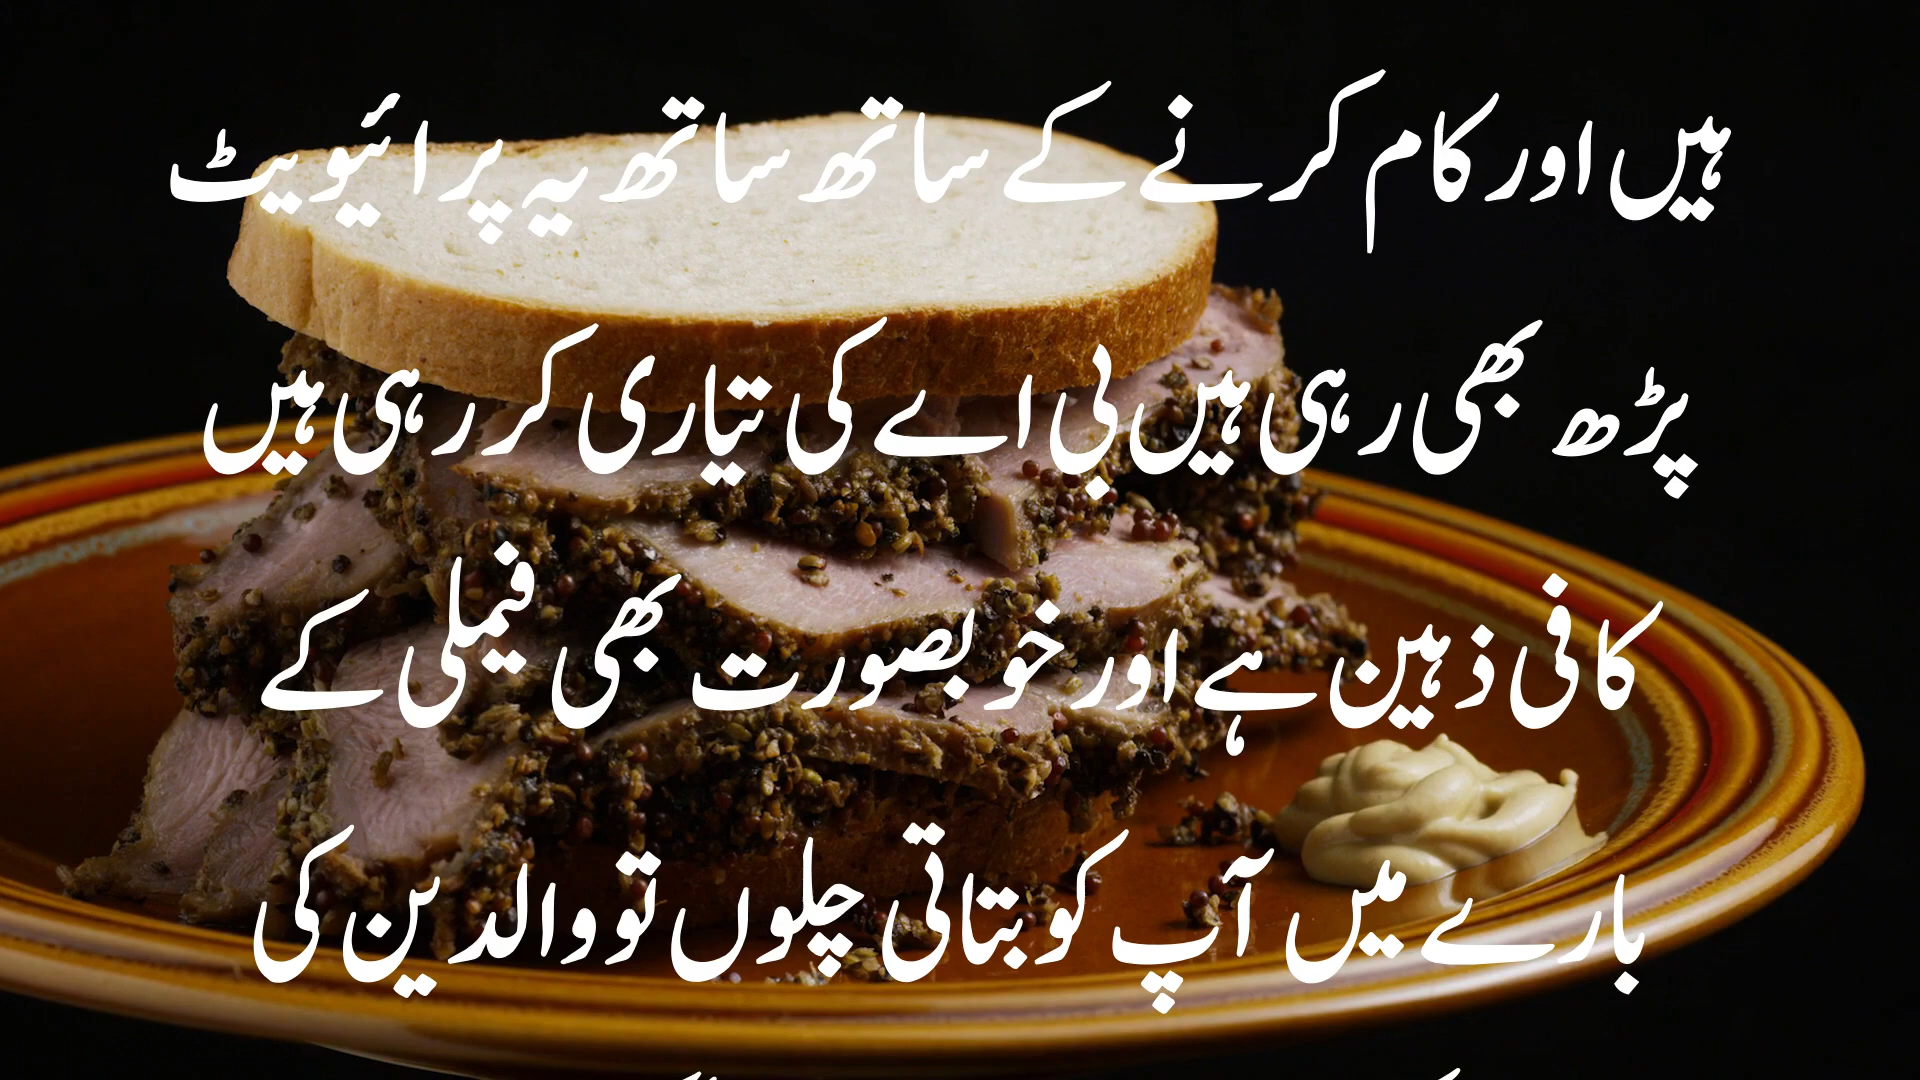 ہیں اور کام کرنے کے ساتھ ساتھ یہ پرائیویٹ
پڑھ بھی رہی ہیں بی اے کی تیاری کر رہی ہیں
کافی ذہین ہے اور خوبصورت بھی فیملی کے
بارے میں آپ کو بتاتی چلوں تو والدین کی